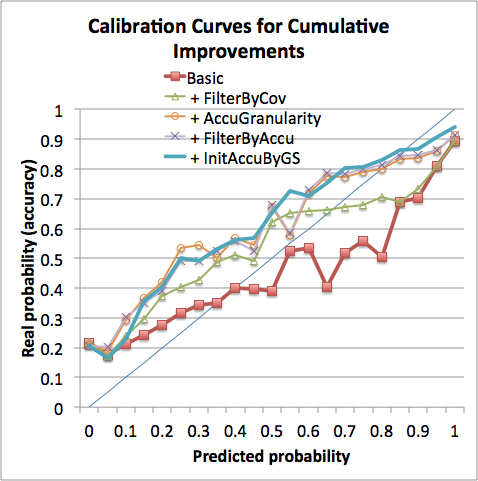 Calibration Curves for Cumulative
Improvements
Basic
+ FilterByCov
+ AccuGranularity
+ FilterByAccu
+ InitAccuByGS
Real probability (accuracy)
1
0.9
0.8
0.7
0.6
0.5
0.4
0.3
0.2
0.1
0
0 0.1 0.2 0.3 0.4 0.5 0.6 0.7 0.8 0.9 1
Predicted probability